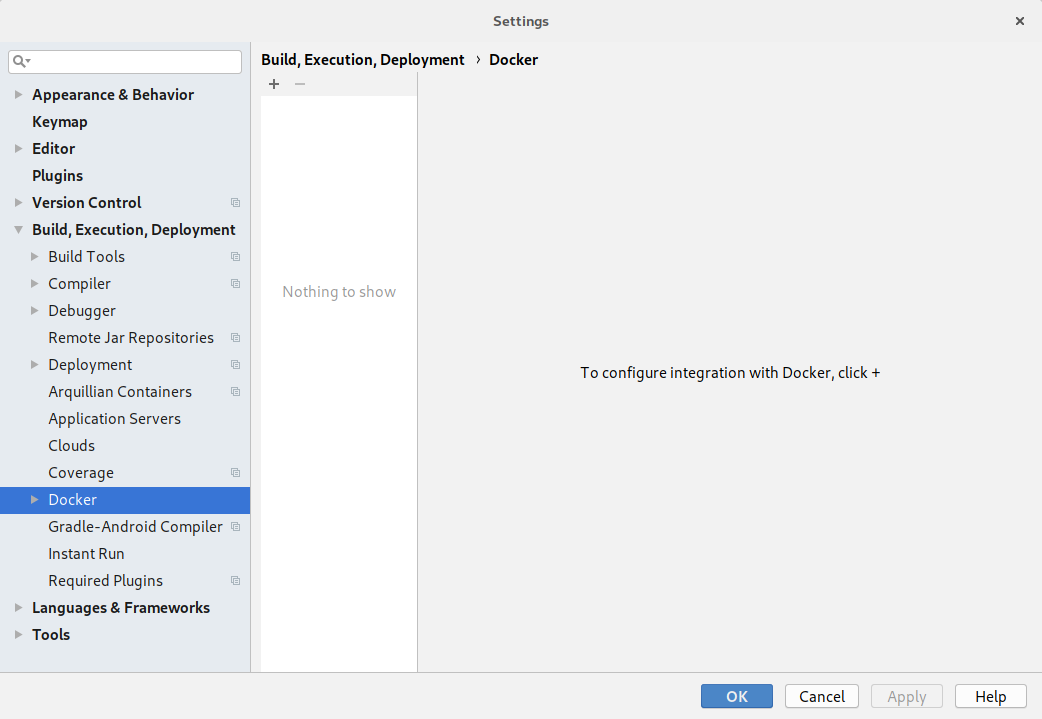 Settings
Appearance & Behavior
Keymap
Editor
Plugins
Version Control
Build, Execution, Deployment
Build Tools
Compiler
Debugger
Remote Jar Repositories
Deployment
Arquillian Containers
Application Servers
Clouds
Coverage
Docker
Gradle-Android Compiler
Instant Run
Required Plugins
Languages & Frameworks
Tools
Build, Execution, Deployment › Docker
Nothing to show
To configure integration with Docker, click +
OK Cancel Apply Help